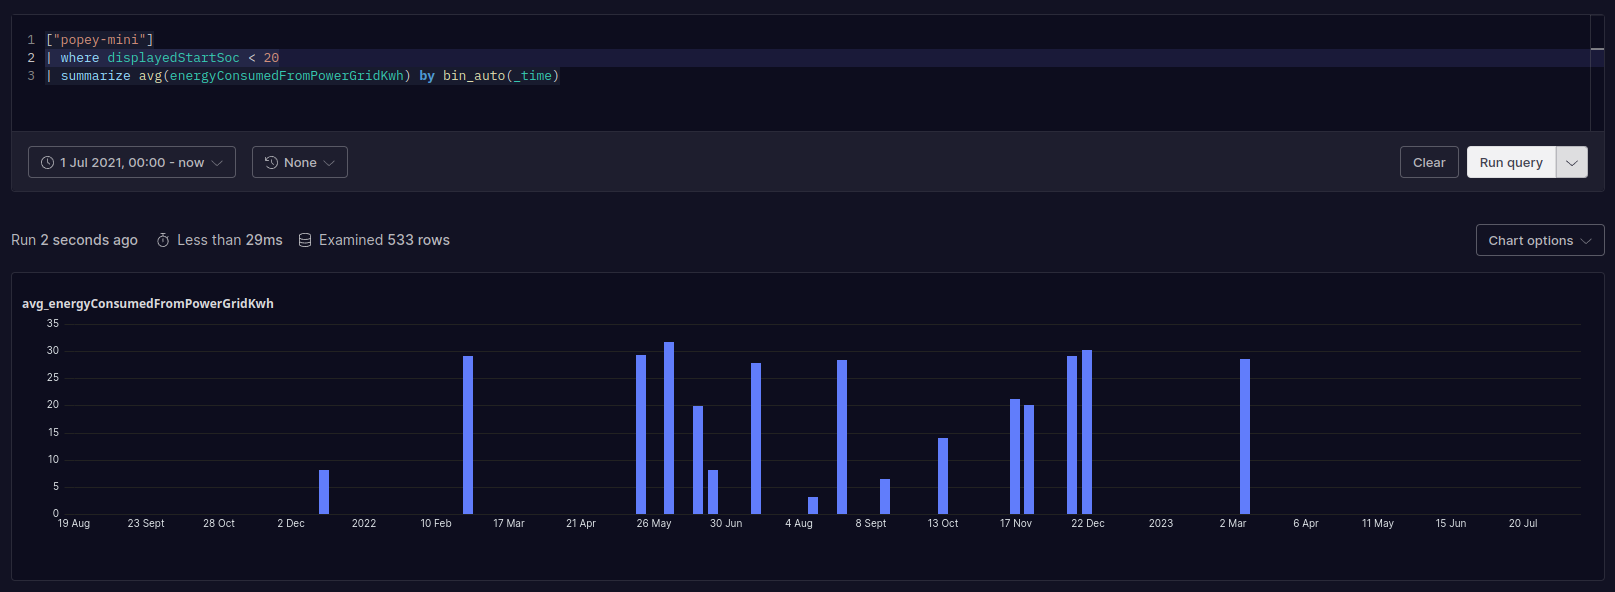 1 ["popey-mini"]
2 | where displayedStartSoc < 20
3 | summarize avg(energyConsumedFromPowerGridKwh) by bin_auto(_time)
1 Jul 2021, 00:00 - now
None
Clear
Run query
Run 2 seconds ago
Less than 29ms
Examined 533 rows
Chart options
avg_energyConsumedFromPowerGridKwh
35
30
25
20
15
10
5
0
19 Aug 23 Sept 28 Oct 2 Dec 2022 10 Feb 17 Mar 21 Apr 26 May 30 Jun 4 Aug 8 Sept 13 Oct 17 Nov 22 Dec 2023 2 Mar 6 Apr 11 May 15 Jun 20 Jul